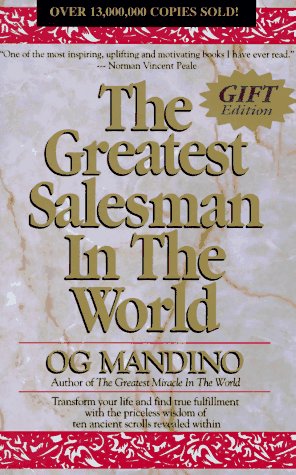 OVER 13,000,000 COPIES SOLD!
"One of the most inspiring, uplifting and motivating books I have ever read."
--- Norman Vincent Peale
GIFT
Edition
The
Greatest
Salesman
In The
World
OG MANDINO
Author of The Greatest Miracle In The World
Transform your life and find true fulfillment
with the priceless wisdom of
ten ancient scrolls revealed within